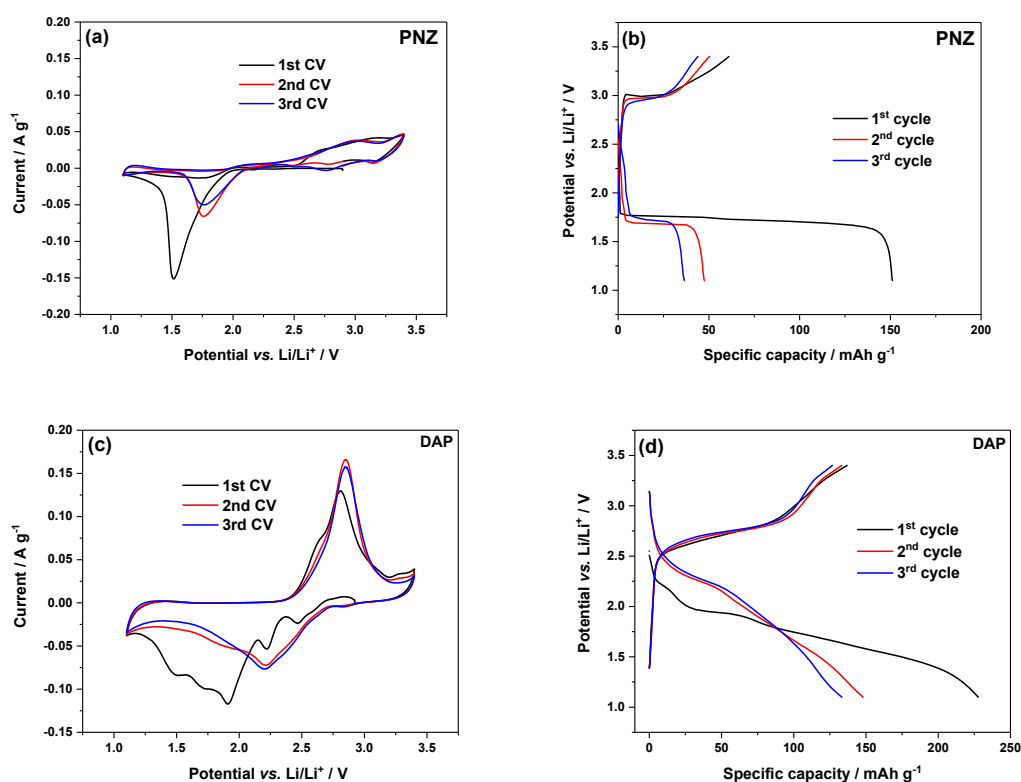 (a)
PNZ
1st CV
2nd CV
3rd CV
0.20
0.15
0.10
0.05
0.00
-0.05
-0.10
-0.15
0.20
Current / A g⁻¹
1.0
1.5
2.0
2.5
3.0
3.5
Potential vs. Li/Li⁺ / V
(b)
PNZ
1ˢᵗ cycle
2ⁿᵈ cycle
3ʳᵈ cycle
3.5
3.0
2.5
2.0
1.5
1.0
Potential vs. Li/Li⁺ / V
0
50
100
150
200
Specific capacity / mAh g⁻¹
(c)
DAP
1st CV
2nd CV
3rd CV
0.20
0.15
0.10
0.05
0.00
-0.05
-0.10
-0.15
Current / A g⁻¹
1.0
1.5
2.0
2.5
3.0
3.5
Potential vs. Li/Li⁺ / V
(d)
DAP
1ˢᵗ cycle
2ⁿᵈ cycle
3ʳᵈ cycle
3.5
3.0
2.5
2.0
1.5
1.0
Potential vs. Li/Li⁺ / V
0
50
100
150
200
250
Specific capacity / mAh g⁻¹